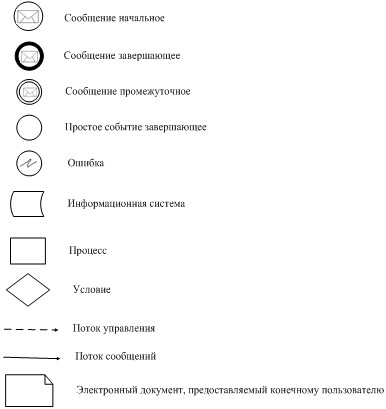 Сообщение начальное
Сообщение завершающее
Сообщение промежуточное
Простое событие завершающее
Ошибка
Информационная система
Процесс
Условие
Поток управления
Поток сообщений
Электронный документ, предоставляемый конечному пользователю